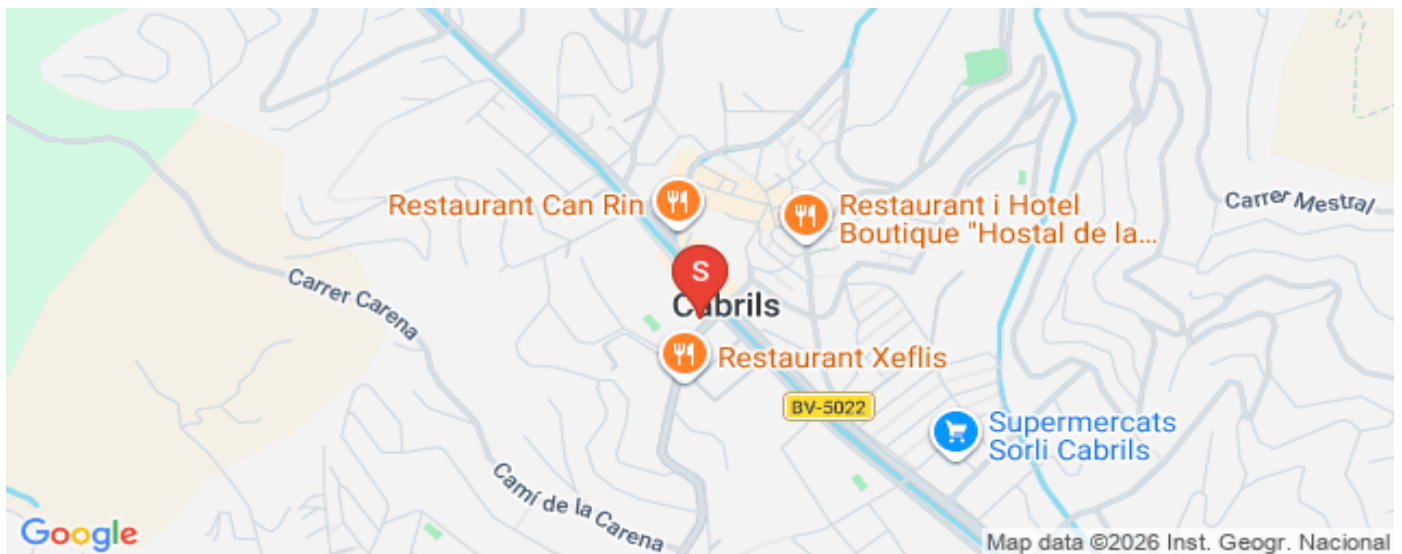 Restaurant Can Rin
Restaurant i Hotel
Boutique "Hostal de la...
Carrer Mestral
S
Carrer Carena
Cabrils
Restaurant Xeflis
BV-5022
Supermercats
Sorli Cabrils
Camí de la Carena
Google
Map data ©2026 Inst. Geogr. Nacional